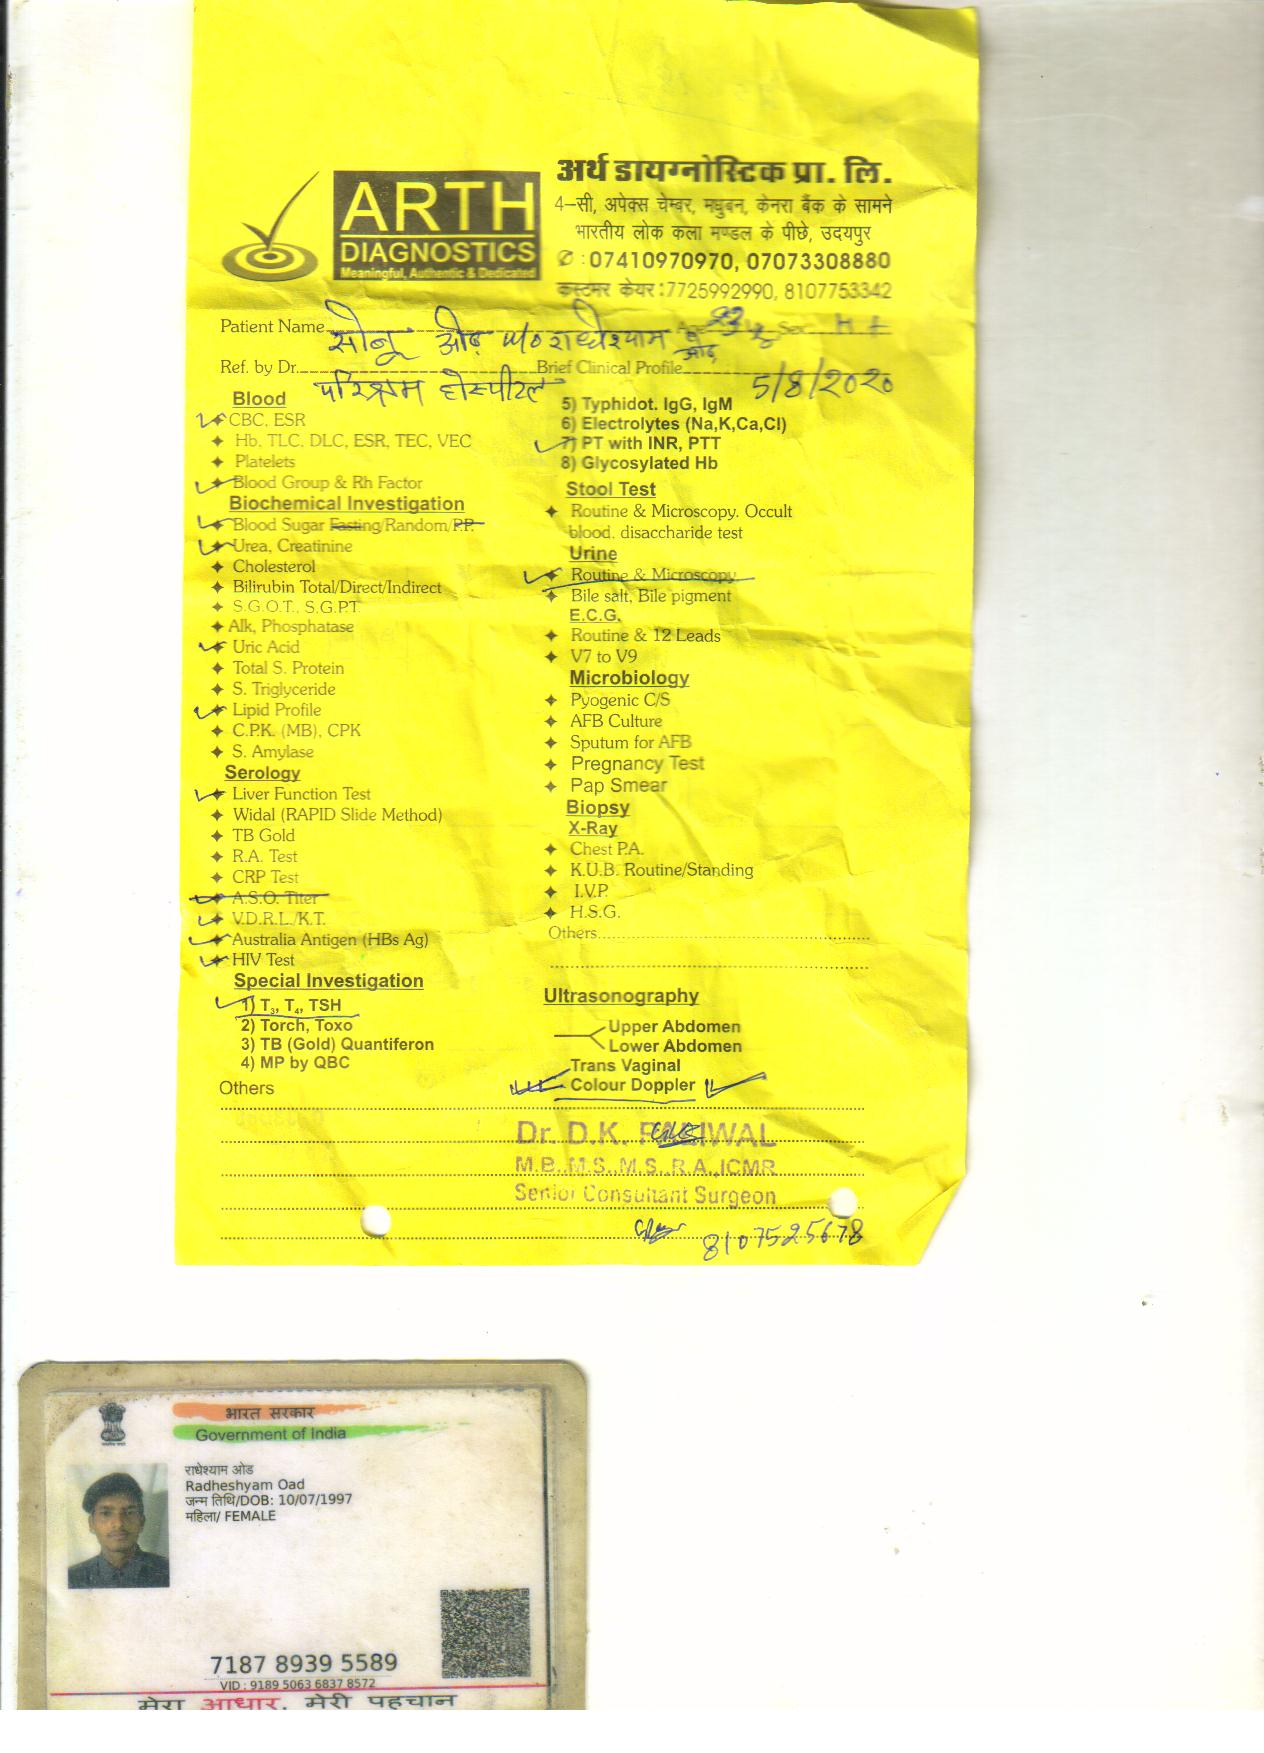 ARTH
DIAGNOSTICS
Meaningful, Authentic & Dedicated
अर्थ डायग्नोस्टिक प्रा. लि.
4–सी, अपेक्स चेम्बर, मधुबन, केनरा बैंक के सामने
भारतीय लोक कला मण्डल के पीछे, उदयपुर
✆ : 07410970970, 07073308880
कस्टमर केयर :7725992990, 8107753342
Patient Name सोनू ओड़ w/o राधेश्याम ओड़ Age 23 y Sex
Ref. by Dr. परिश्रम होस्पीटल Brief Clinical Profile 5/8/2020
Blood
CBC, ESR
Hb, TLC, DLC, ESR, TEC, VEC
Platelets
Blood Group & Rh Factor
Biochemical Investigation
Blood Sugar Fasting/Random/P.P.
Urea, Creatinine
Cholesterol
Bilirubin Total/Direct/Indirect
S.G.O.T., S.G.P.T.
Alk, Phosphatase
Uric Acid
Total S. Protein
S. Triglyceride
Lipid Profile
C.P.K. (MB), CPK
S. Amylase
Serology
Liver Function Test
Widal (RAPID Slide Method)
TB Gold
R.A. Test
CRP Test
A.S.O. Titer
V.D.R.L./K.T.
Australia Antigen (HBs Ag)
HIV Test
Special Investigation
1) T3, T4, TSH
2) Torch, Toxo
3) TB (Gold) Quantiferon
4) MP by QBC
Others
5) Typhidot. IgG, IgM
6) Electrolytes (Na,K,Ca,Cl)
7) PT with INR, PTT
8) Glycosylated Hb
Stool Test
Routine & Microscopy. Occult
blood. disaccharide test
Urine
Routine & Microscopy
Bile salt, Bile pigment
E.C.G.
Routine & 12 Leads
V7 to V9
Microbiology
Pyogenic C/S
AFB Culture
Sputum for AFB
Pregnancy Test
Pap Smear
Biopsy
X-Ray
Chest P.A.
K.U.B. Routine/Standing
I.V.P.
H.S.G.
Others
Ultrasonography
Upper Abdomen
Lower Abdomen
Trans Vaginal
Colour Doppler
Dr. D.K. PALIWAL
M.B.,M.S.,M.S.,R.A.,ICMR
Senior Consultant Surgeon
8107525678
भारत सरकार
Government of India
राधेश्याम ओड
Radheshyam Oad
जन्म तिथि/DOB: 10/07/1997
महिला/ FEMALE
7187 8939 5589
VID : 9189 5063 6837 8572
मेरा आधार, मेरी पहचान